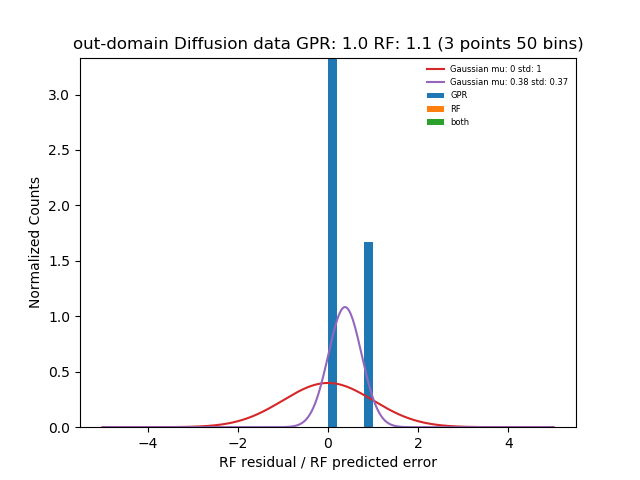 out-domain Diffusion data GPR: 1.0 RF: 1.1 (3 points 50 bins)
Gaussian mu: 0 std: 1
Gaussian mu: 0.38 std: 0.37
GPR
RF
both
Normalized Counts
3.0
2.5
2.0
1.5
1.0
0.5
0.0
−4
−2
0
2
4
RF residual / RF predicted error